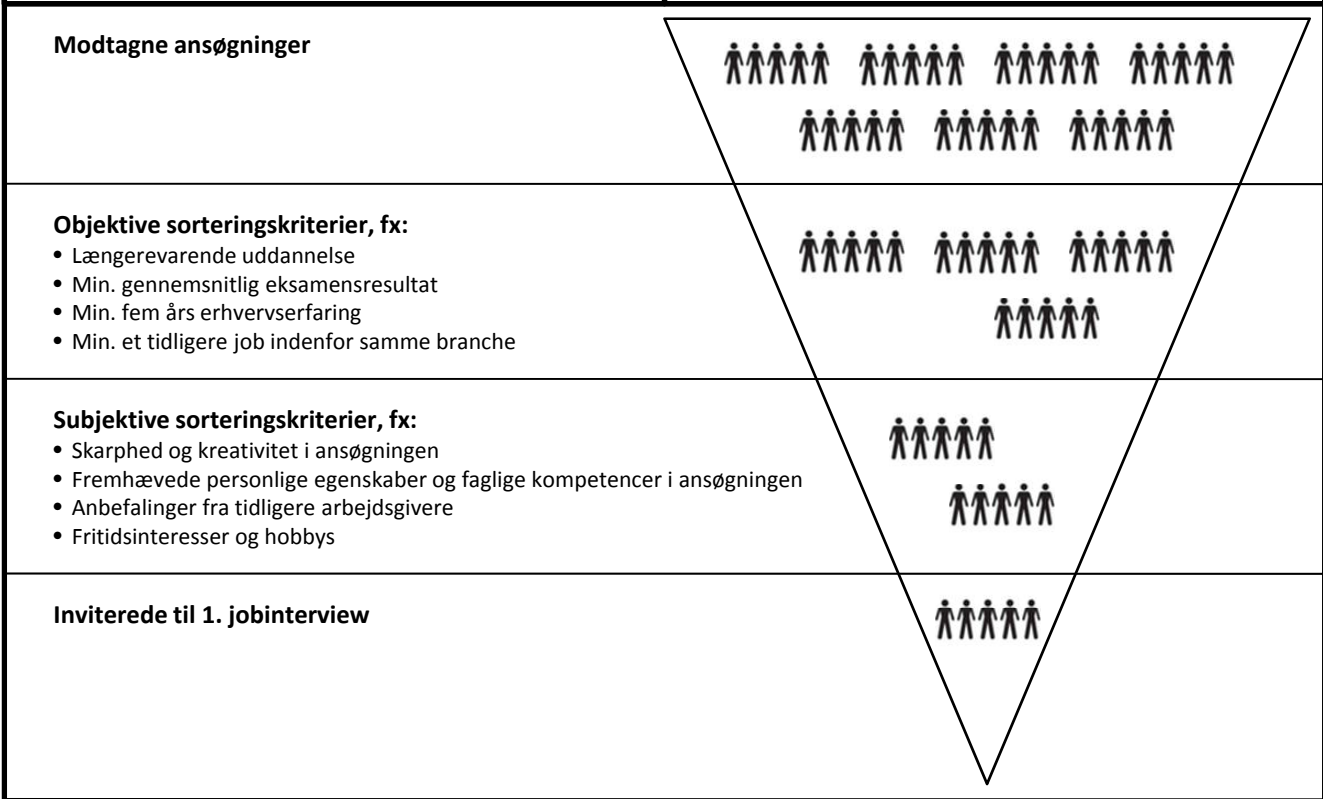 Modtagne ansøgninger
Objektive sorteringskriterier, fx:
• Længerevarende uddannelse
• Min. gennemsnitlig eksamensresultat
• Min. fem års erhvervserfaring
• Min. et tidligere job indenfor samme branche
Subjektive sorteringskriterier, fx:
• Skarphed og kreativitet i ansøgningen
• Fremhævede personlige egenskaber og faglige kompetencer i ansøgningen
• Anbefalinger fra tidligere arbejdsgivere
• Fritidsinteresser og hobbys
Inviterede til 1. jobinterview